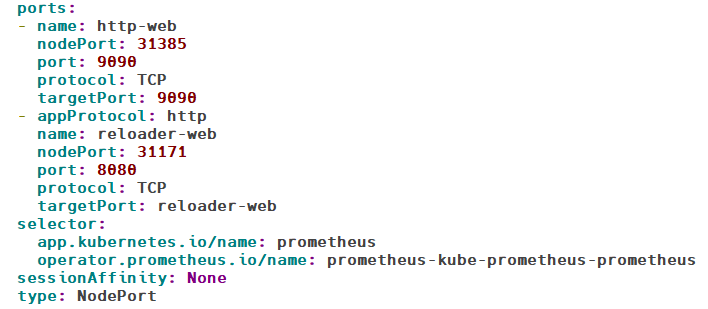 ports:
- name: http-web
nodePort: 31385
port: 9090
protocol: TCP
targetPort: 9090
- appProtocol: http
name: reloader-web
nodePort: 31171
port: 8080
protocol: TCP
targetPort: reloader-web
selector:
app.kubernetes.io/name: prometheus
operator.prometheus.io/name: prometheus-kube-prometheus-prometheus
sessionAffinity: None
type: NodePort